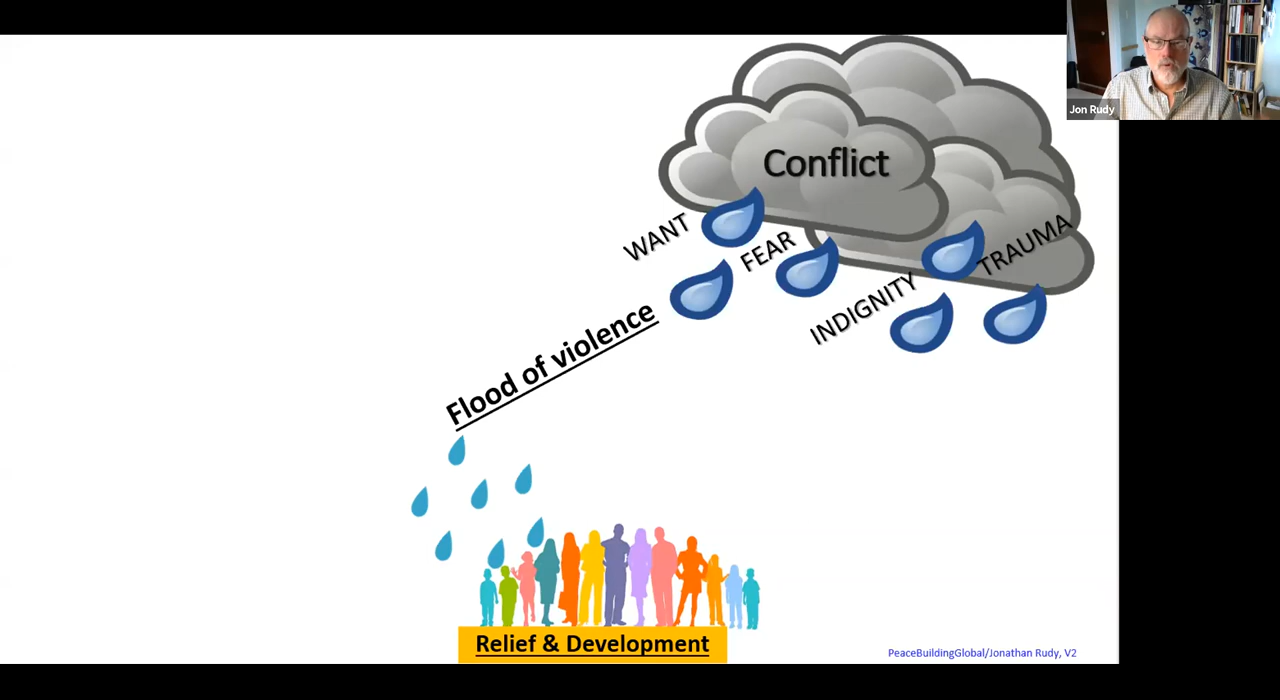 Jon Rudy
Conflict
WANT
FEAR
INDIGNITY
TRAUMA
Flood of violence
Relief & Development
PeaceBuildingGlobal/Jonathan Rudy, V2